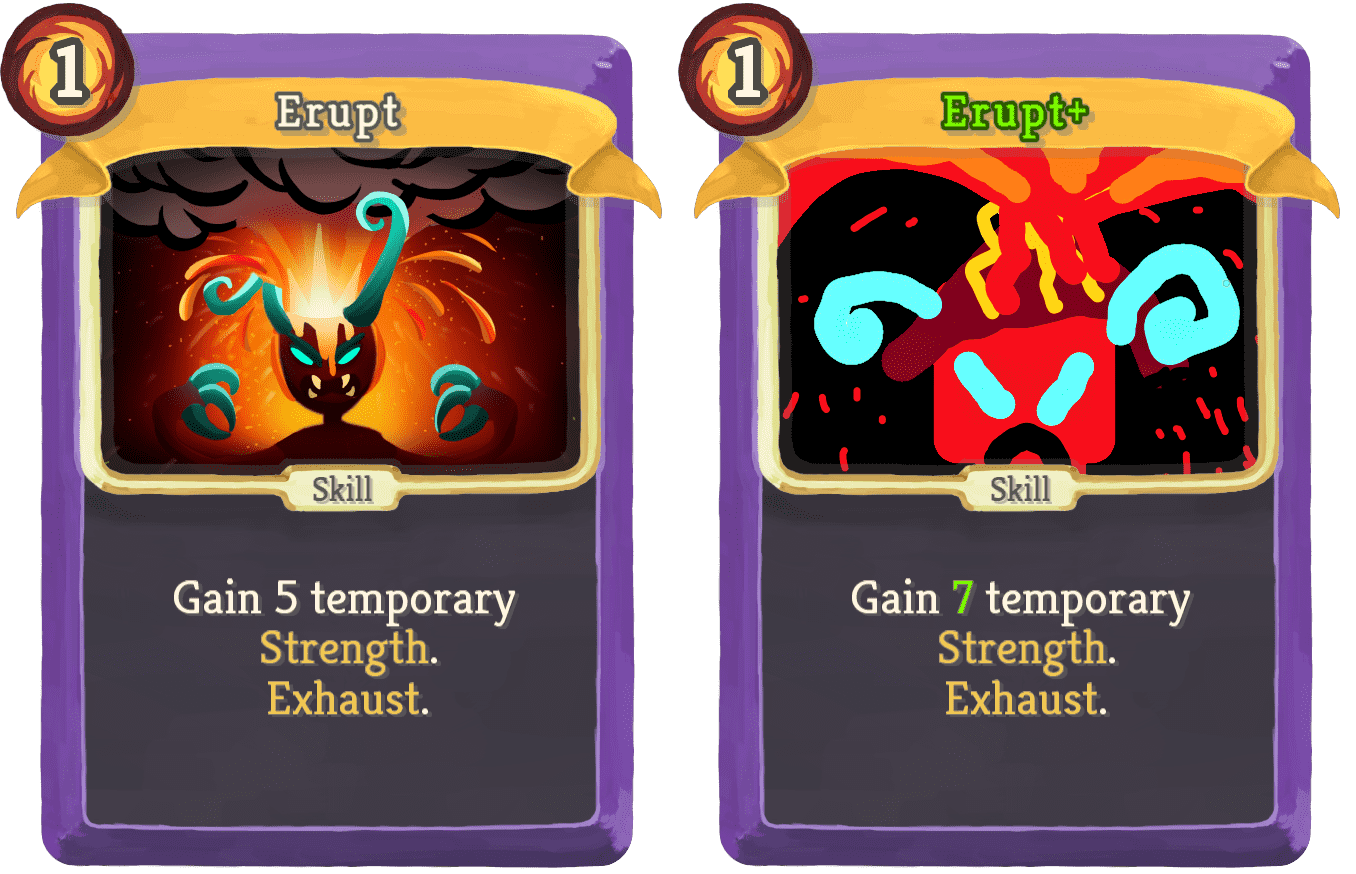 1
Erupt
Skill
Gain 5 temporary
Strength.
Exhaust.
1
Erupt+
Skill
Gain 7 temporary
Strength.
Exhaust.